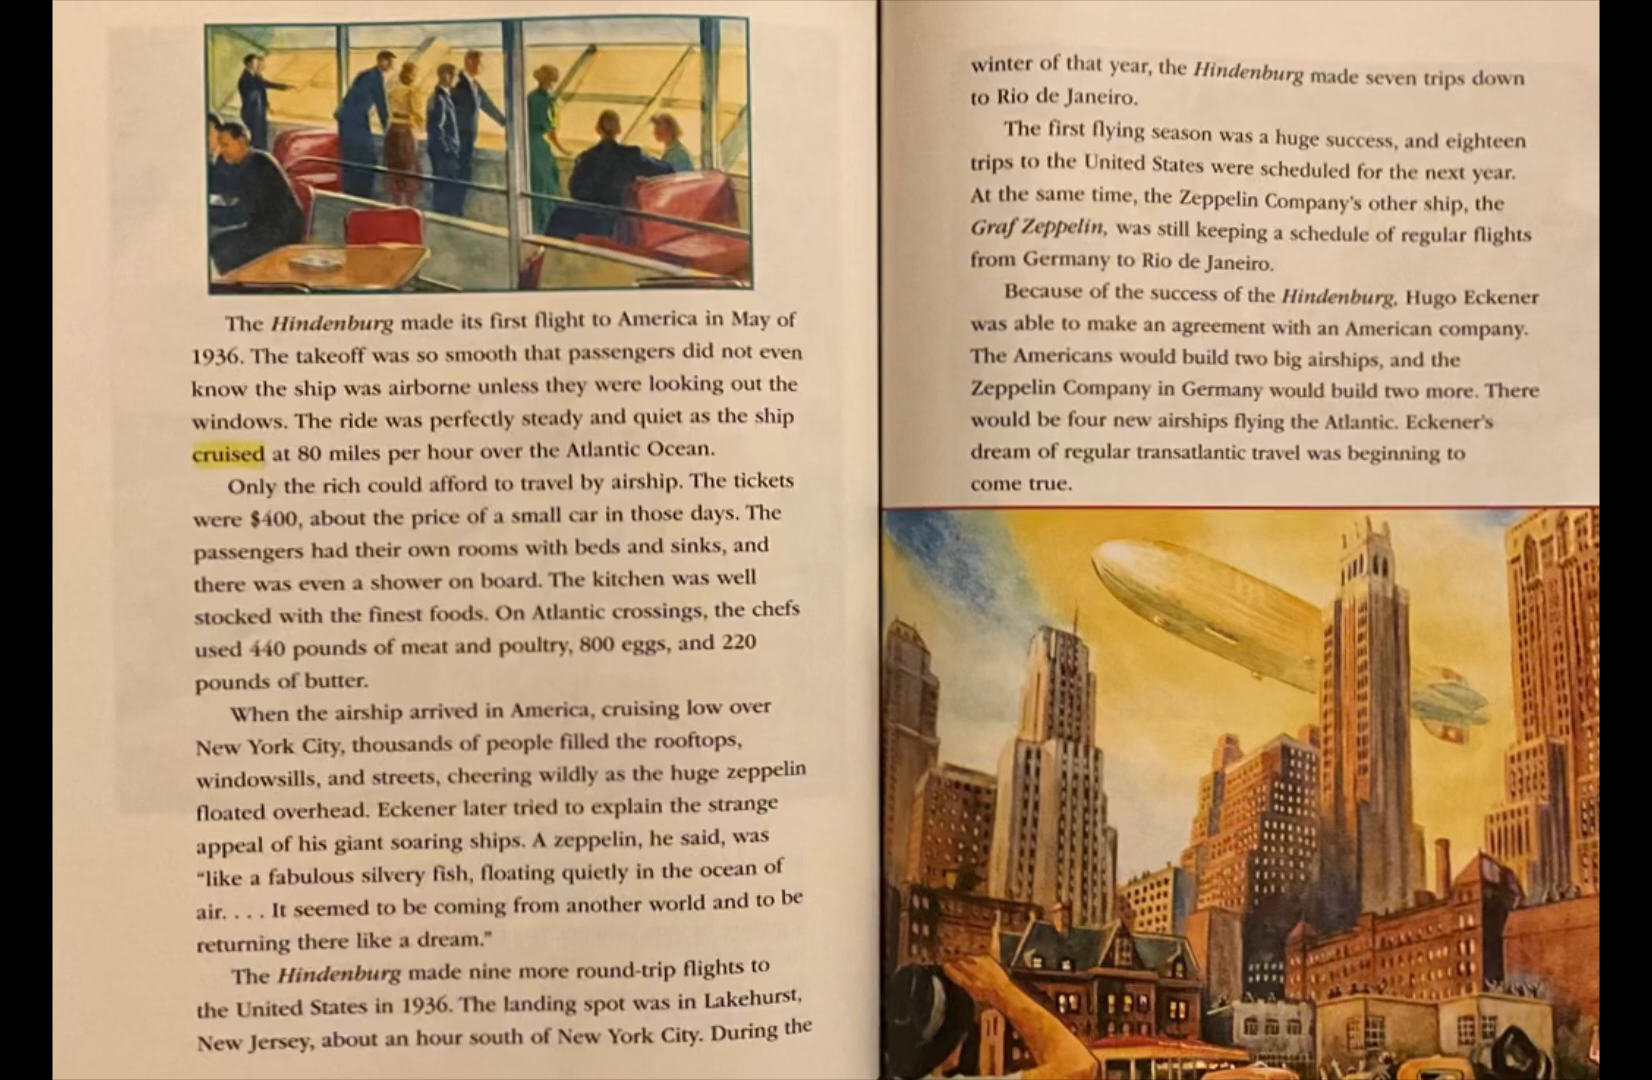 The Hindenburg made its first flight to America in May of
1936. The takeoff was so smooth that passengers did not even
know the ship was airborne unless they were looking out the
windows. The ride was perfectly steady and quiet as the ship
cruised at 80 miles per hour over the Atlantic Ocean.
Only the rich could afford to travel by airship. The tickets
were $400, about the price of a small car in those days. The
passengers had their own rooms with beds and sinks, and
there was even a shower on board. The kitchen was well
stocked with the finest foods. On Atlantic crossings, the chefs
used 440 pounds of meat and poultry, 800 eggs, and 220
pounds of butter.
When the airship arrived in America, cruising low over
New York City, thousands of people filled the rooftops,
windowsills, and streets, cheering wildly as the huge zeppelin
floated overhead. Eckener later tried to explain the strange
appeal of his giant soaring ships. A zeppelin, he said, was
“like a fabulous silvery fish, floating quietly in the ocean of
air. . . . It seemed to be coming from another world and to be
returning there like a dream.”
The Hindenburg made nine more round-trip flights to
the United States in 1936. The landing spot was in Lakehurst,
New Jersey, about an hour south of New York City. During the
winter of that year, the Hindenburg made seven trips down
to Rio de Janeiro.
The first flying season was a huge success, and eighteen
trips to the United States were scheduled for the next year.
At the same time, the Zeppelin Company’s other ship, the
Graf Zeppelin, was still keeping a schedule of regular flights
from Germany to Rio de Janeiro.
Because of the success of the Hindenburg, Hugo Eckener
was able to make an agreement with an American company.
The Americans would build two big airships, and the
Zeppelin Company in Germany would build two more. There
would be four new airships flying the Atlantic. Eckener’s
dream of regular transatlantic travel was beginning to
come true.